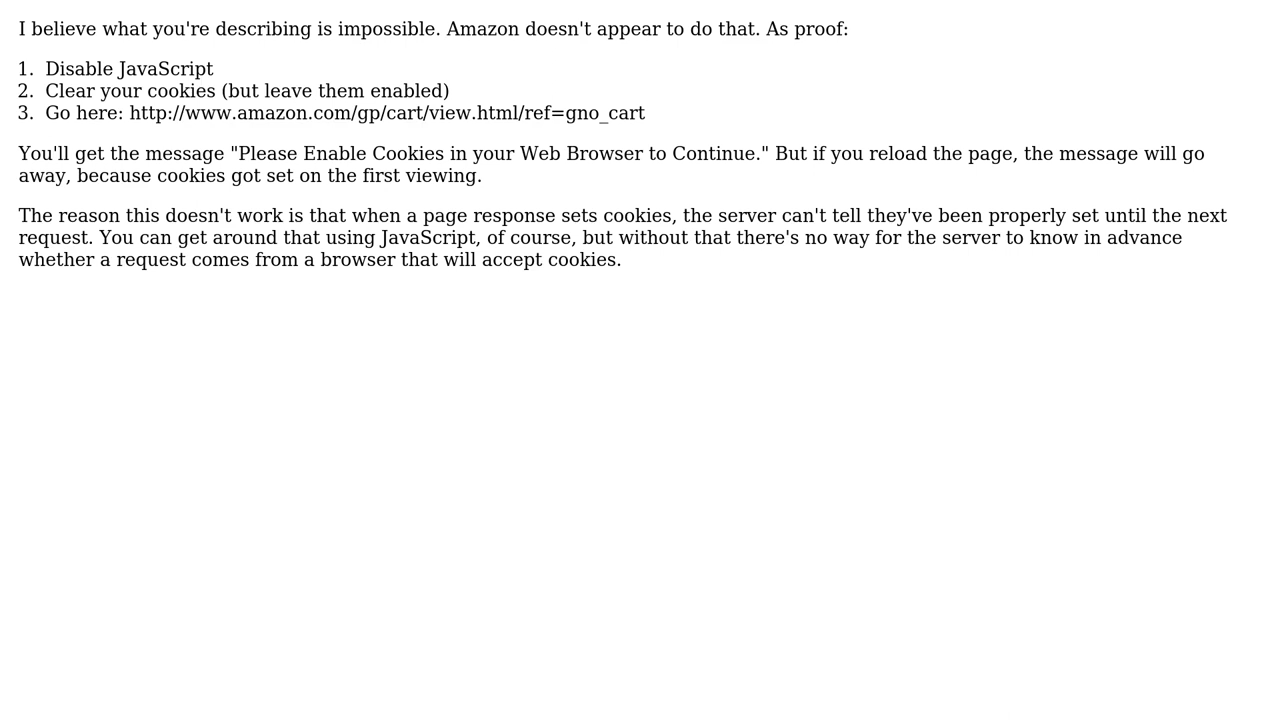 I believe what you're describing is impossible. Amazon doesn't appear to do that. As proof:
1. Disable JavaScript
2. Clear your cookies (but leave them enabled)
3. Go here: http://www.amazon.com/gp/cart/view.html/ref=gno_cart
You'll get the message "Please Enable Cookies in your Web Browser to Continue." But if you reload the page, the message will go
away, because cookies got set on the first viewing.
The reason this doesn't work is that when a page response sets cookies, the server can't tell they've been properly set until the next
request. You can get around that using JavaScript, of course, but without that there's no way for the server to know in advance
whether a request comes from a browser that will accept cookies.